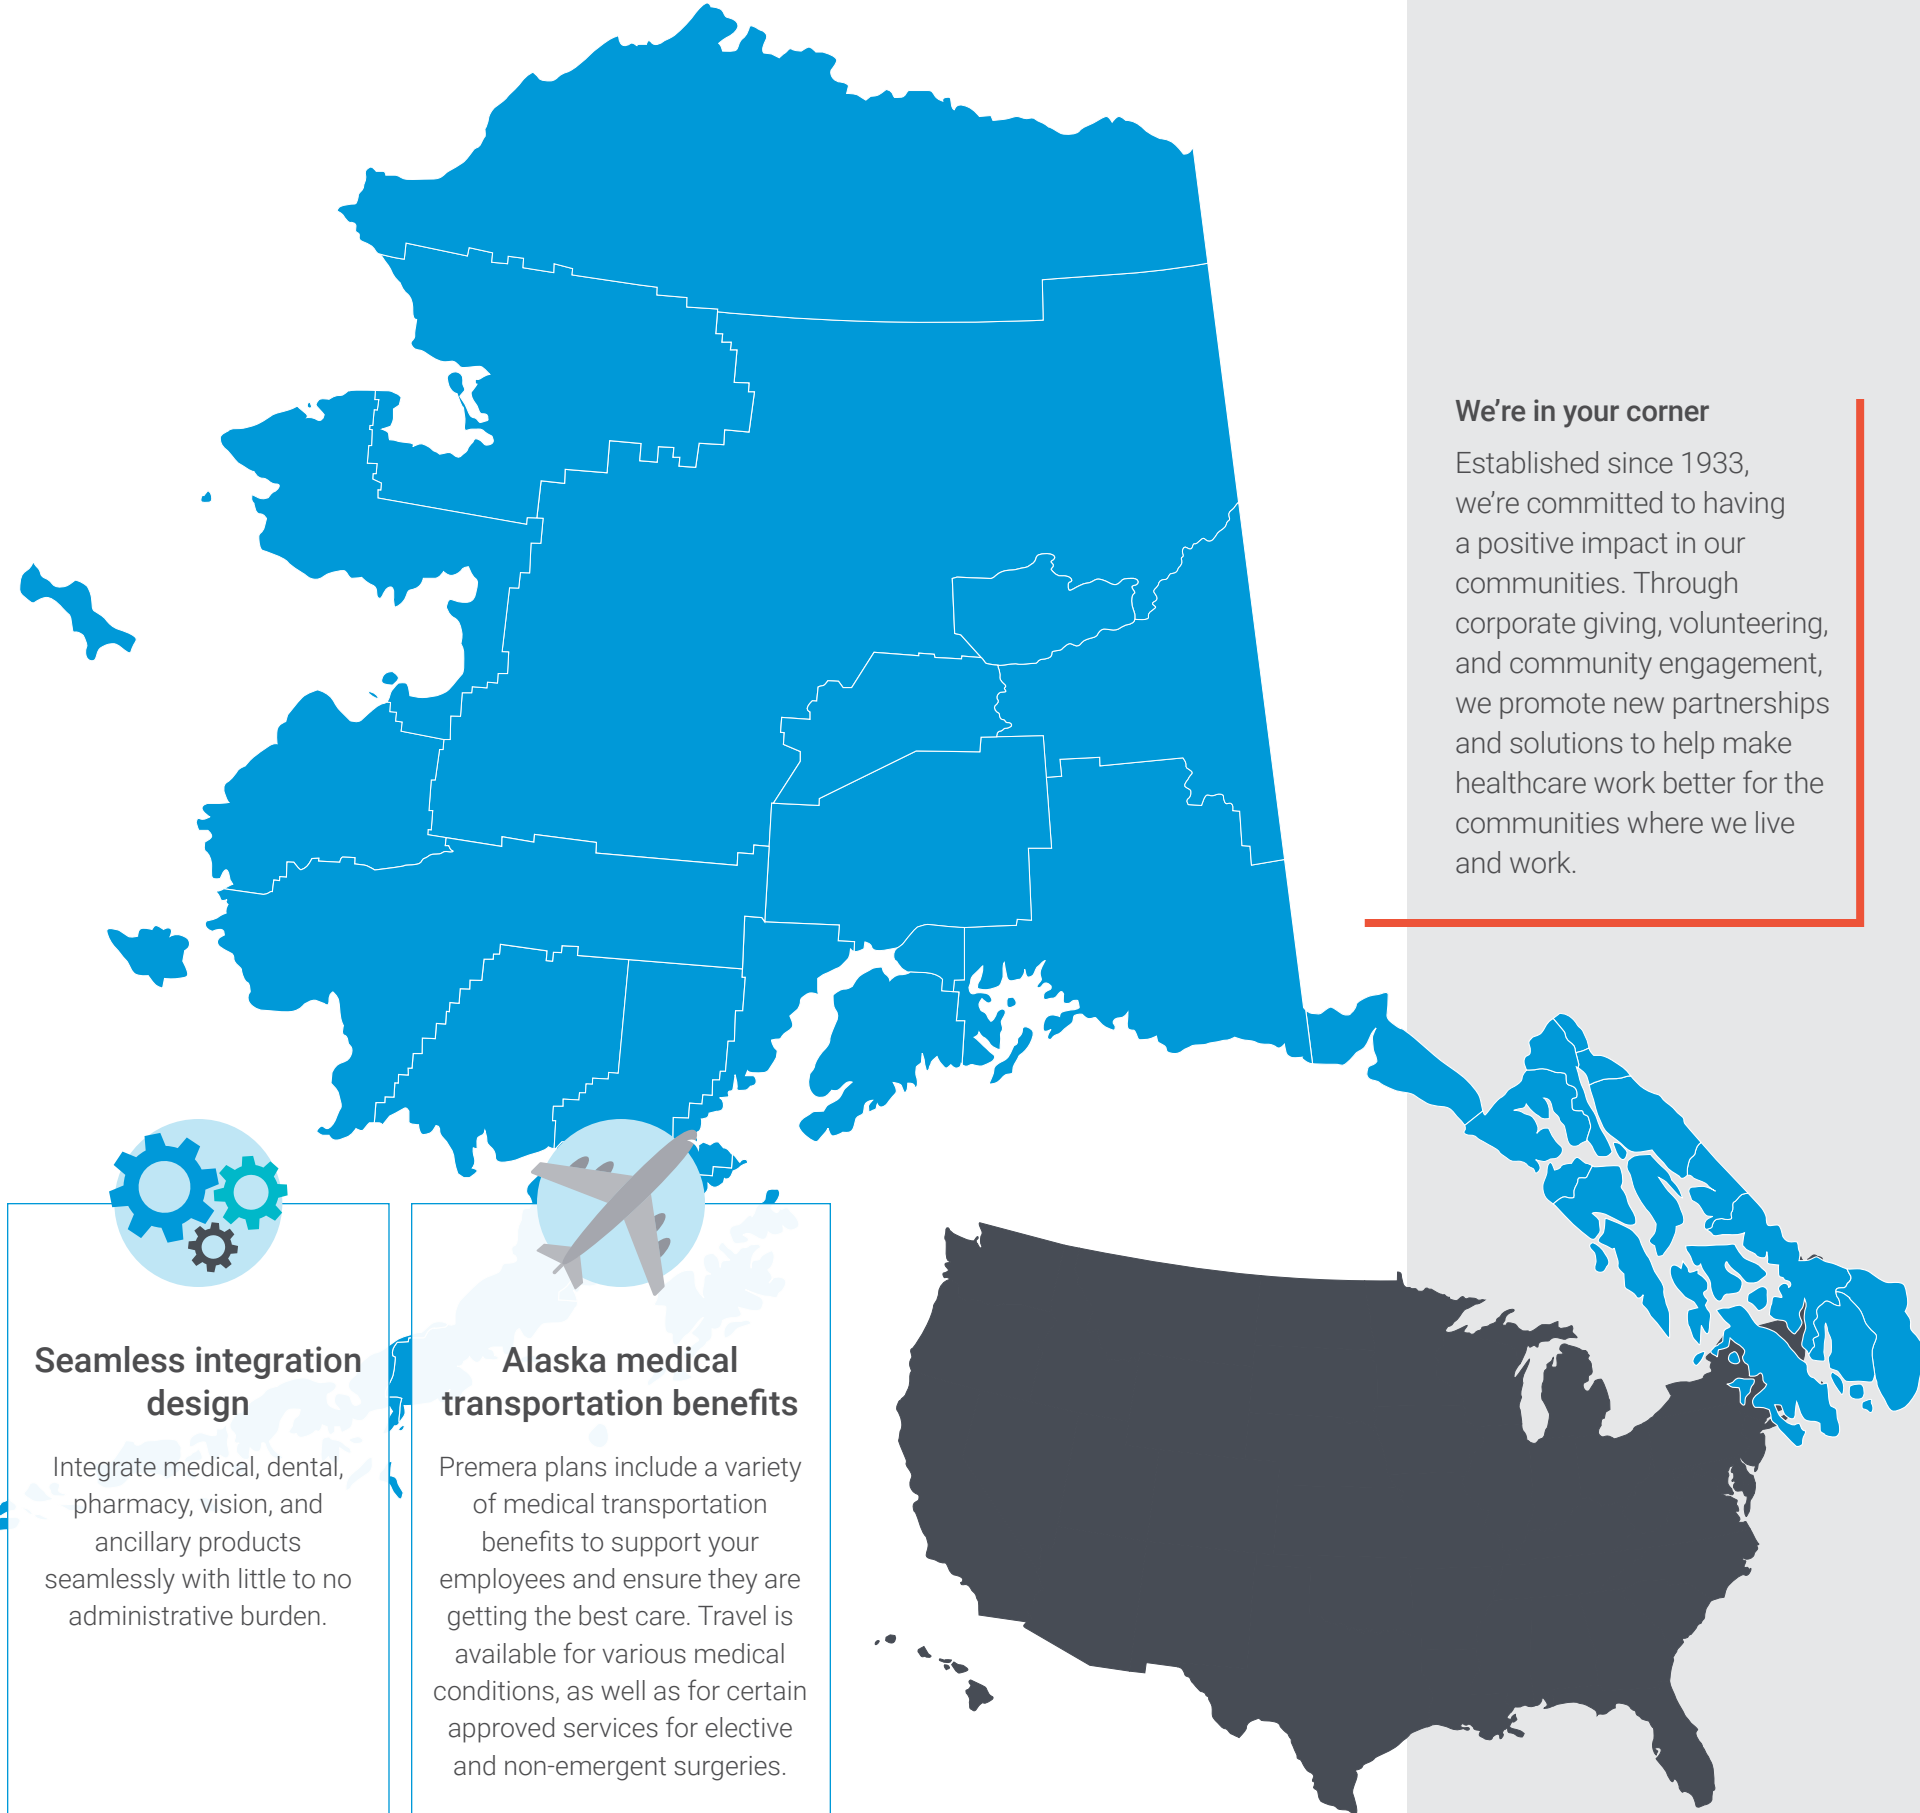 We’re in your corner
Established since 1933,
we’re committed to having
a positive impact in our
communities. Through
corporate giving, volunteering,
and community engagement,
we promote new partnerships
and solutions to help make
healthcare work better for the
communities where we live
and work.
Seamless integration
design
Integrate medical, dental,
pharmacy, vision, and
ancillary products
seamlessly with little to no
administrative burden.
Alaska medical
transportation benefits
Premera plans include a variety
of medical transportation
benefits to support your
employees and ensure they are
getting the best care. Travel is
available for various medical
conditions, as well as for certain
approved services for elective
and non-emergent surgeries.